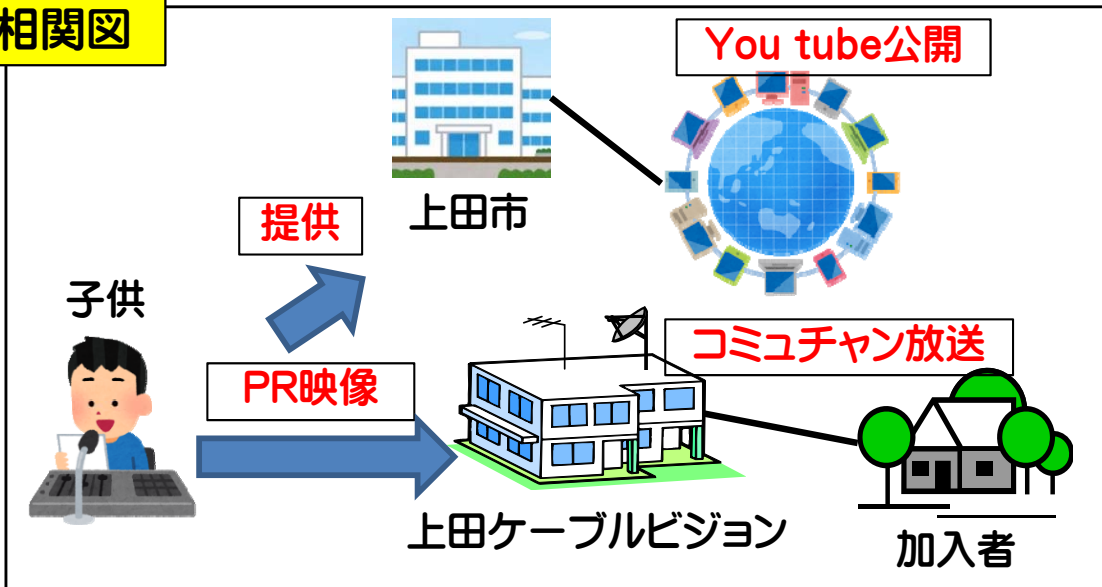 相関図
You tube公開
上田市
提供
子供
コミュチャン放送
PR映像
上田ケーブルビジョン
加入者